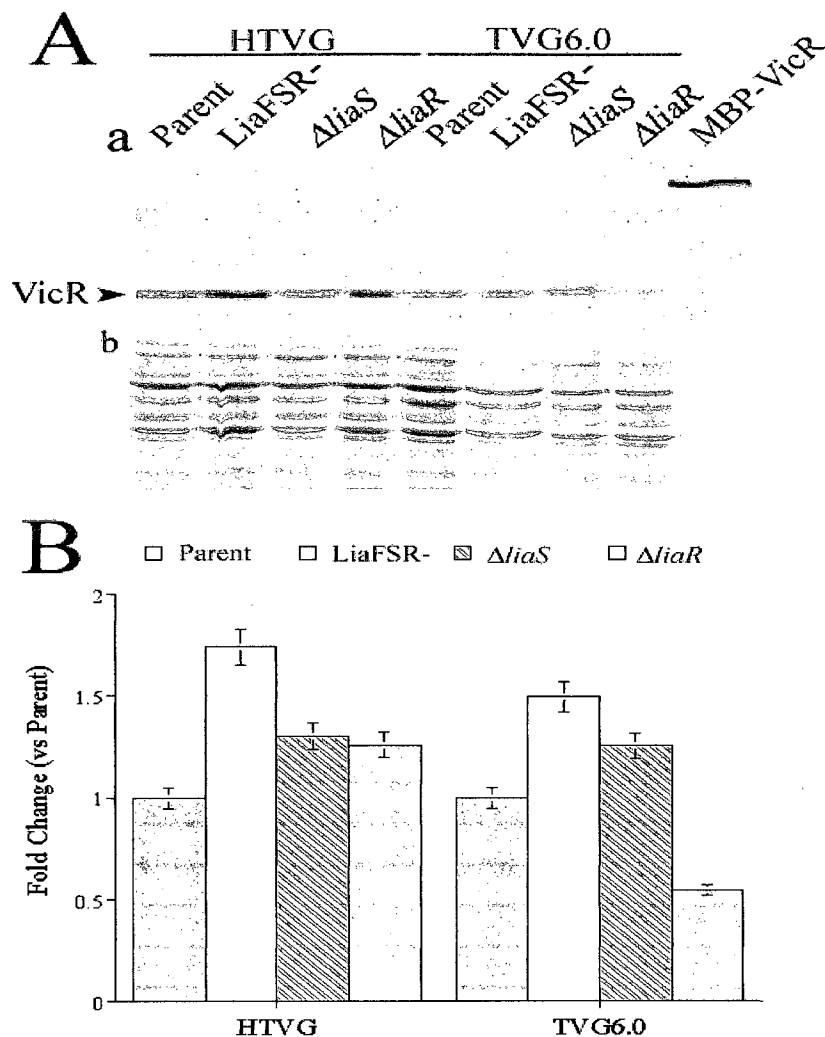 A
HTVG TVG6.0
a Parent LiaFSR- ΔliaS ΔliaR Parent LiaFSR- ΔliaS ΔliaR MBP-VicR
VicR
b
B
Parent LiaFSR- ΔliaS ΔliaR
Fold Change (vs Parent)
2
1.5
1
0.5
0
HTVG TVG6.0